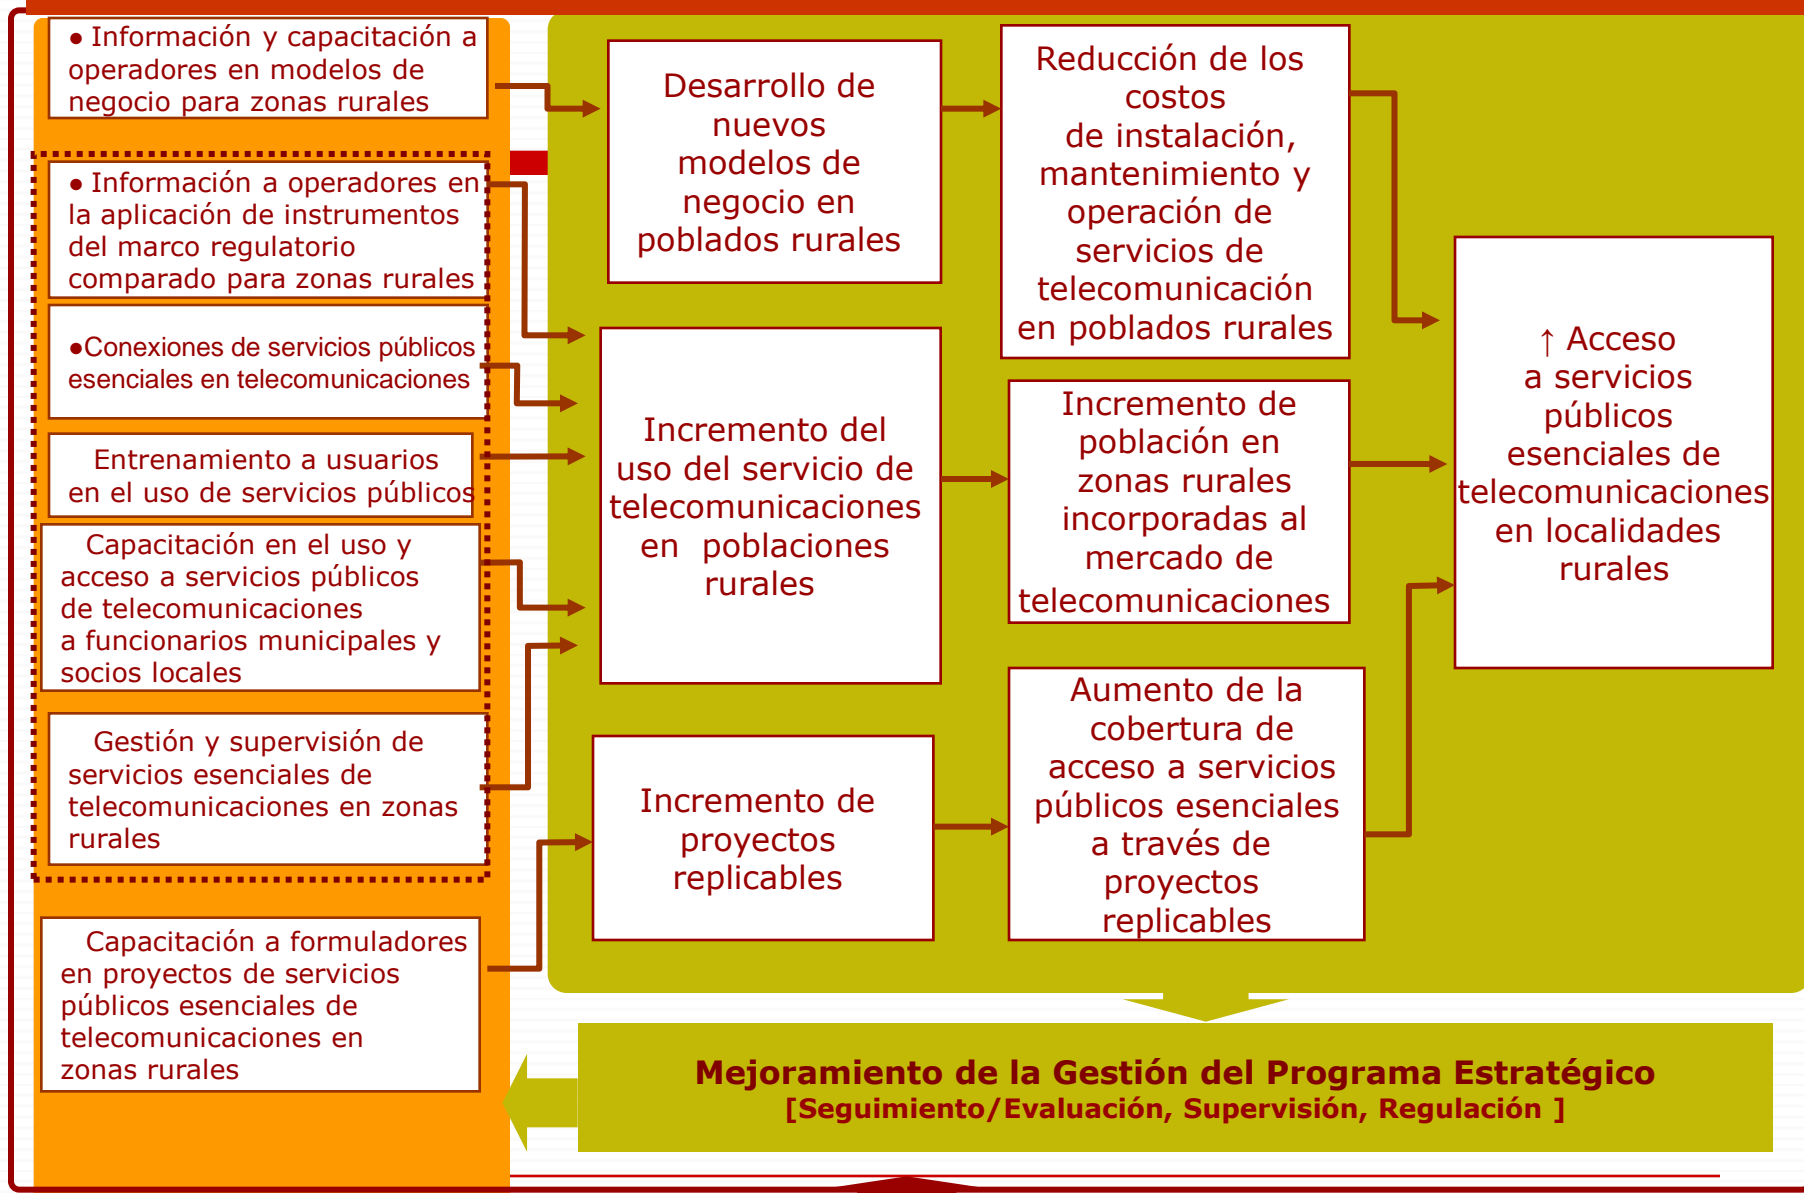 ● Información y capacitación a
operadores en modelos de
negocio para zonas rurales
● Información a operadores en
la aplicación de instrumentos
del marco regulatorio
comparado para zonas rurales
●Conexiones de servicios públicos
esenciales en telecomunicaciones
Entrenamiento a usuarios
en el uso de servicios públicos
Capacitación en el uso y
acceso a servicios públicos
de telecomunicaciones
a funcionarios municipales y
socios locales
Gestión y supervisión de
servicios esenciales de
telecomunicaciones en zonas
rurales
Capacitación a formuladores
en proyectos de servicios
públicos esenciales de
telecomunicaciones en
zonas rurales
Desarrollo de
nuevos
modelos de
negocio en
poblados rurales
Incremento del
uso del servicio de
telecomunicaciones
en poblaciones
rurales
Incremento de
proyectos
replicables
Reducción de los
costos
de instalación,
mantenimiento y
operación de
servicios de
telecomunicación
en poblados rurales
Incremento de
población en
zonas rurales
incorporadas al
mercado de
telecomunicaciones
Aumento de la
cobertura de
acceso a servicios
públicos esenciales
a través de
proyectos
replicables
↑ Acceso
a servicios
públicos
esenciales de
telecomunicaciones
en localidades
rurales
Mejoramiento de la Gestión del Programa Estratégico
[Seguimiento/Evaluación, Supervisión, Regulación ]